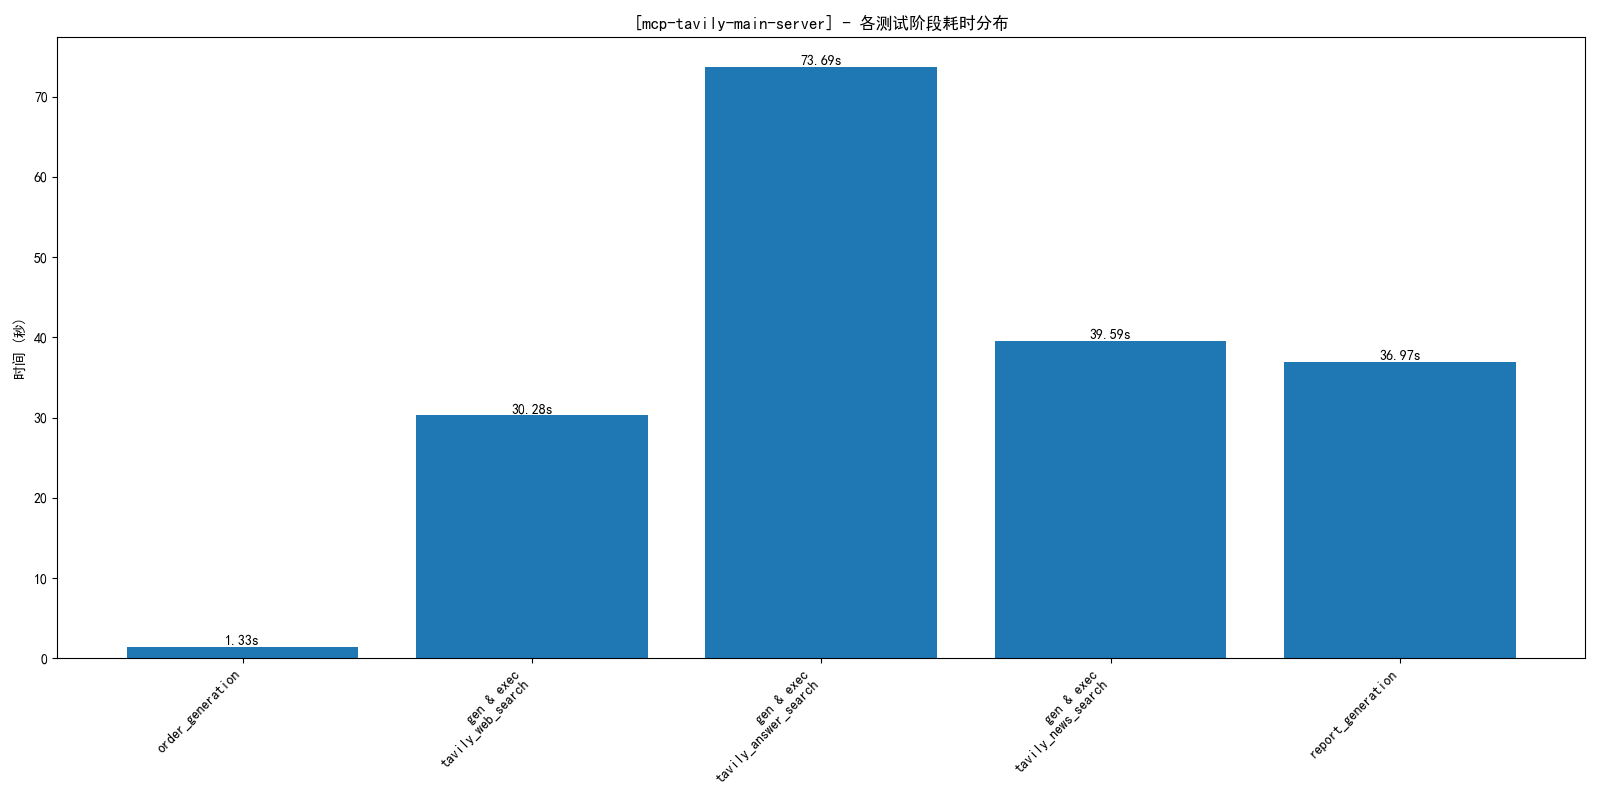 [mcp-tavily-main-server] - 各测试阶段耗时分布
时间 (秒)
70
60
50
40
30
20
10
0
1.33s
30.28s
73.69s
39.59s
36.97s
order_generation
gen & exec
tavily_web_search
gen & exec
tavily_answer_search
gen & exec
tavily_news_search
report_generation